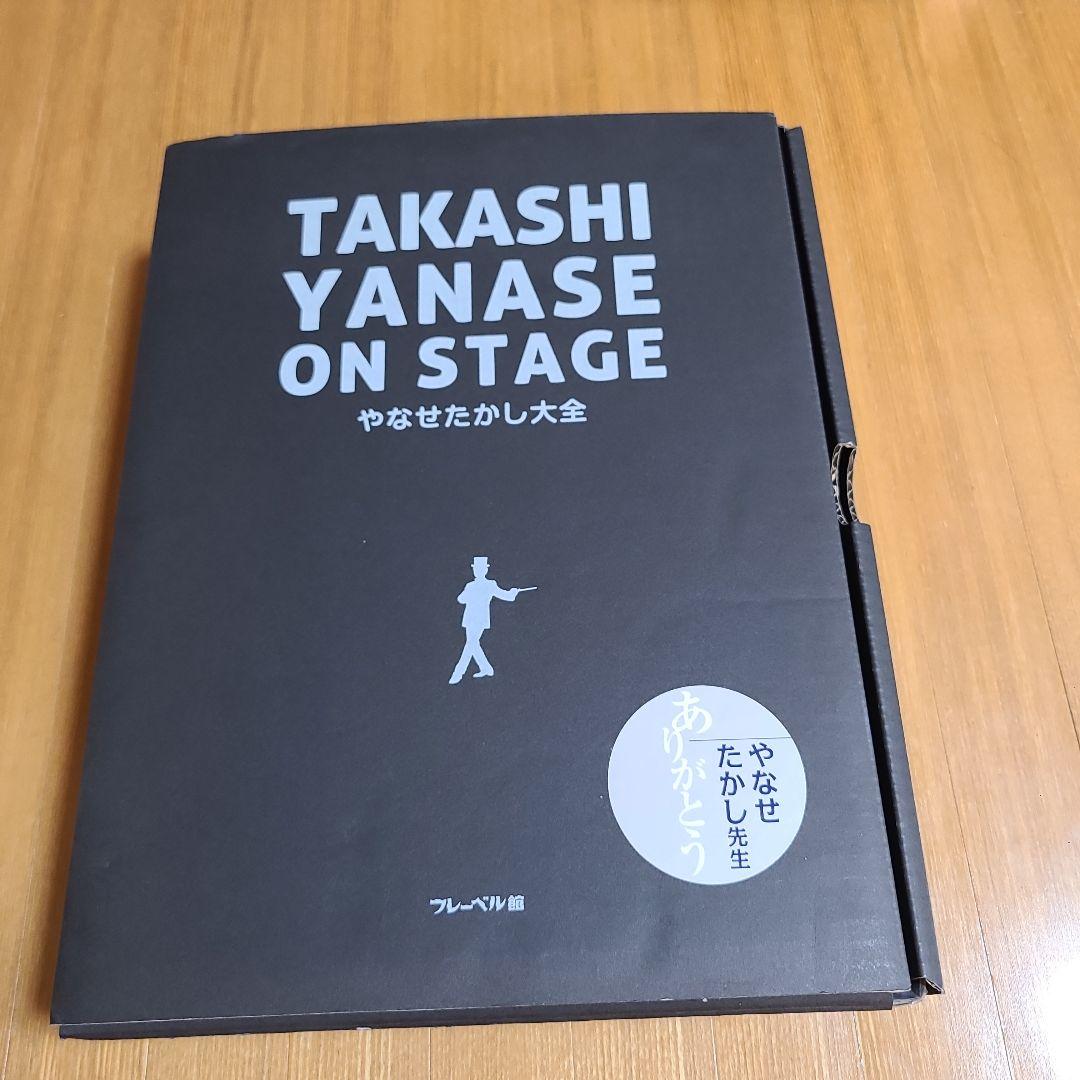 TAKASHI
YANASE
ON STAGE
やなせたかし大全
やなせ
たかし先生
ありがとう
フレーベル館